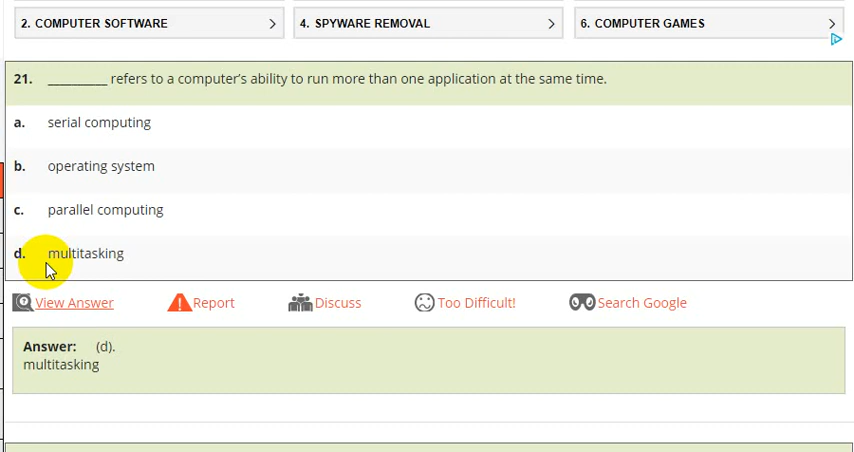 2. COMPUTER SOFTWARE > 4. SPYWARE REMOVAL > 6. COMPUTER GAMES >
21. __________ refers to a computer's ability to run more than one application at the same time.
a. serial computing
b. operating system
c. parallel computing
d. multitasking
View Answer Report Discuss Too Difficult! Search Google
Answer: (d).
multitasking